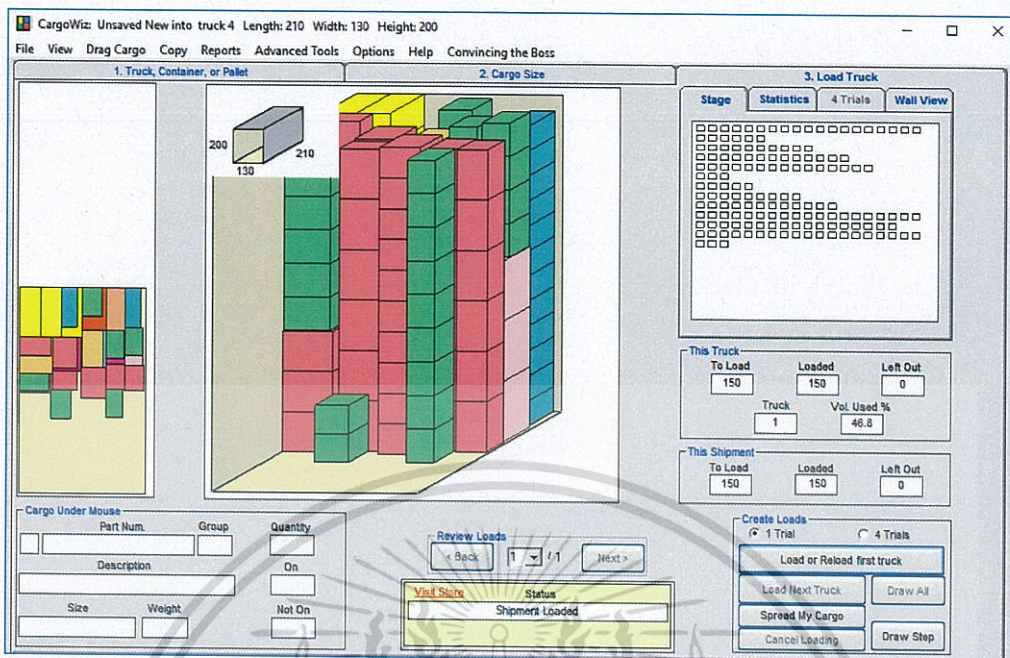 CargoWiz: Unsaved New into truck 4 Length: 210 Width: 130 Height: 200
File View Drag Cargo Copy Reports Advanced Tools Options Help Convincing the Boss
1. Truck, Container, or Pallet
2. Cargo Size
3. Load Truck
Stage Statistics 4 Trials Wall View
200
210
130
This Truck
To Load Loaded Left Out
150 150 0
Truck Vol. Used %
1 46.8
This Shipment
To Load Loaded Left Out
150 150 0
Cargo Under Mouse
Part Num. Group Quantity
Description On
Size Weight Not On
Review Loads
< Back 1 / 1 Next >
Visit Store Status
Shipment Loaded
Create Loads
1 Trial 4 Trials
Load or Reload first truck
Load Next Truck Draw All
Spread My Cargo
Cancel Loading Draw Step